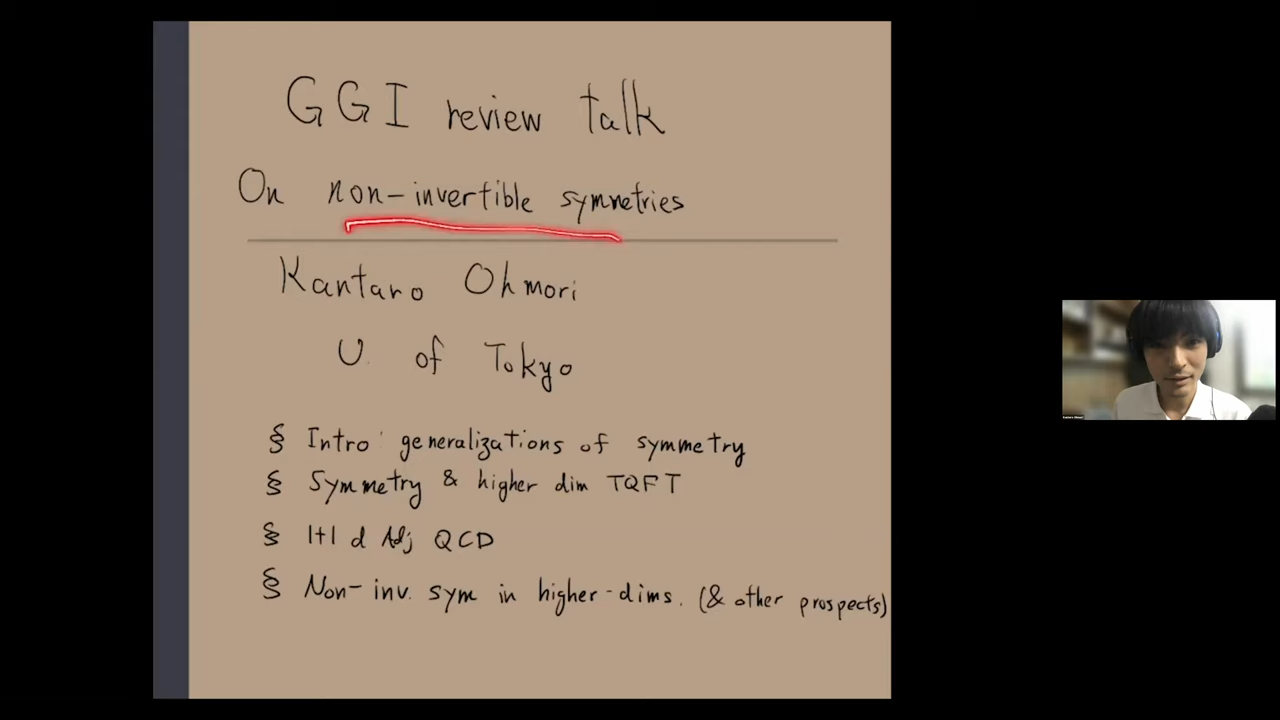 GGI review talk
On non-invertible symmetries
Kantaro Ohmori
U. of Tokyo
§ Intro: generalizations of symmetry
§ Symmetry & higher dim TQFT
§ 1+1 d Adj QCD
§ Non-inv. sym in higher-dims. (& other prospects)